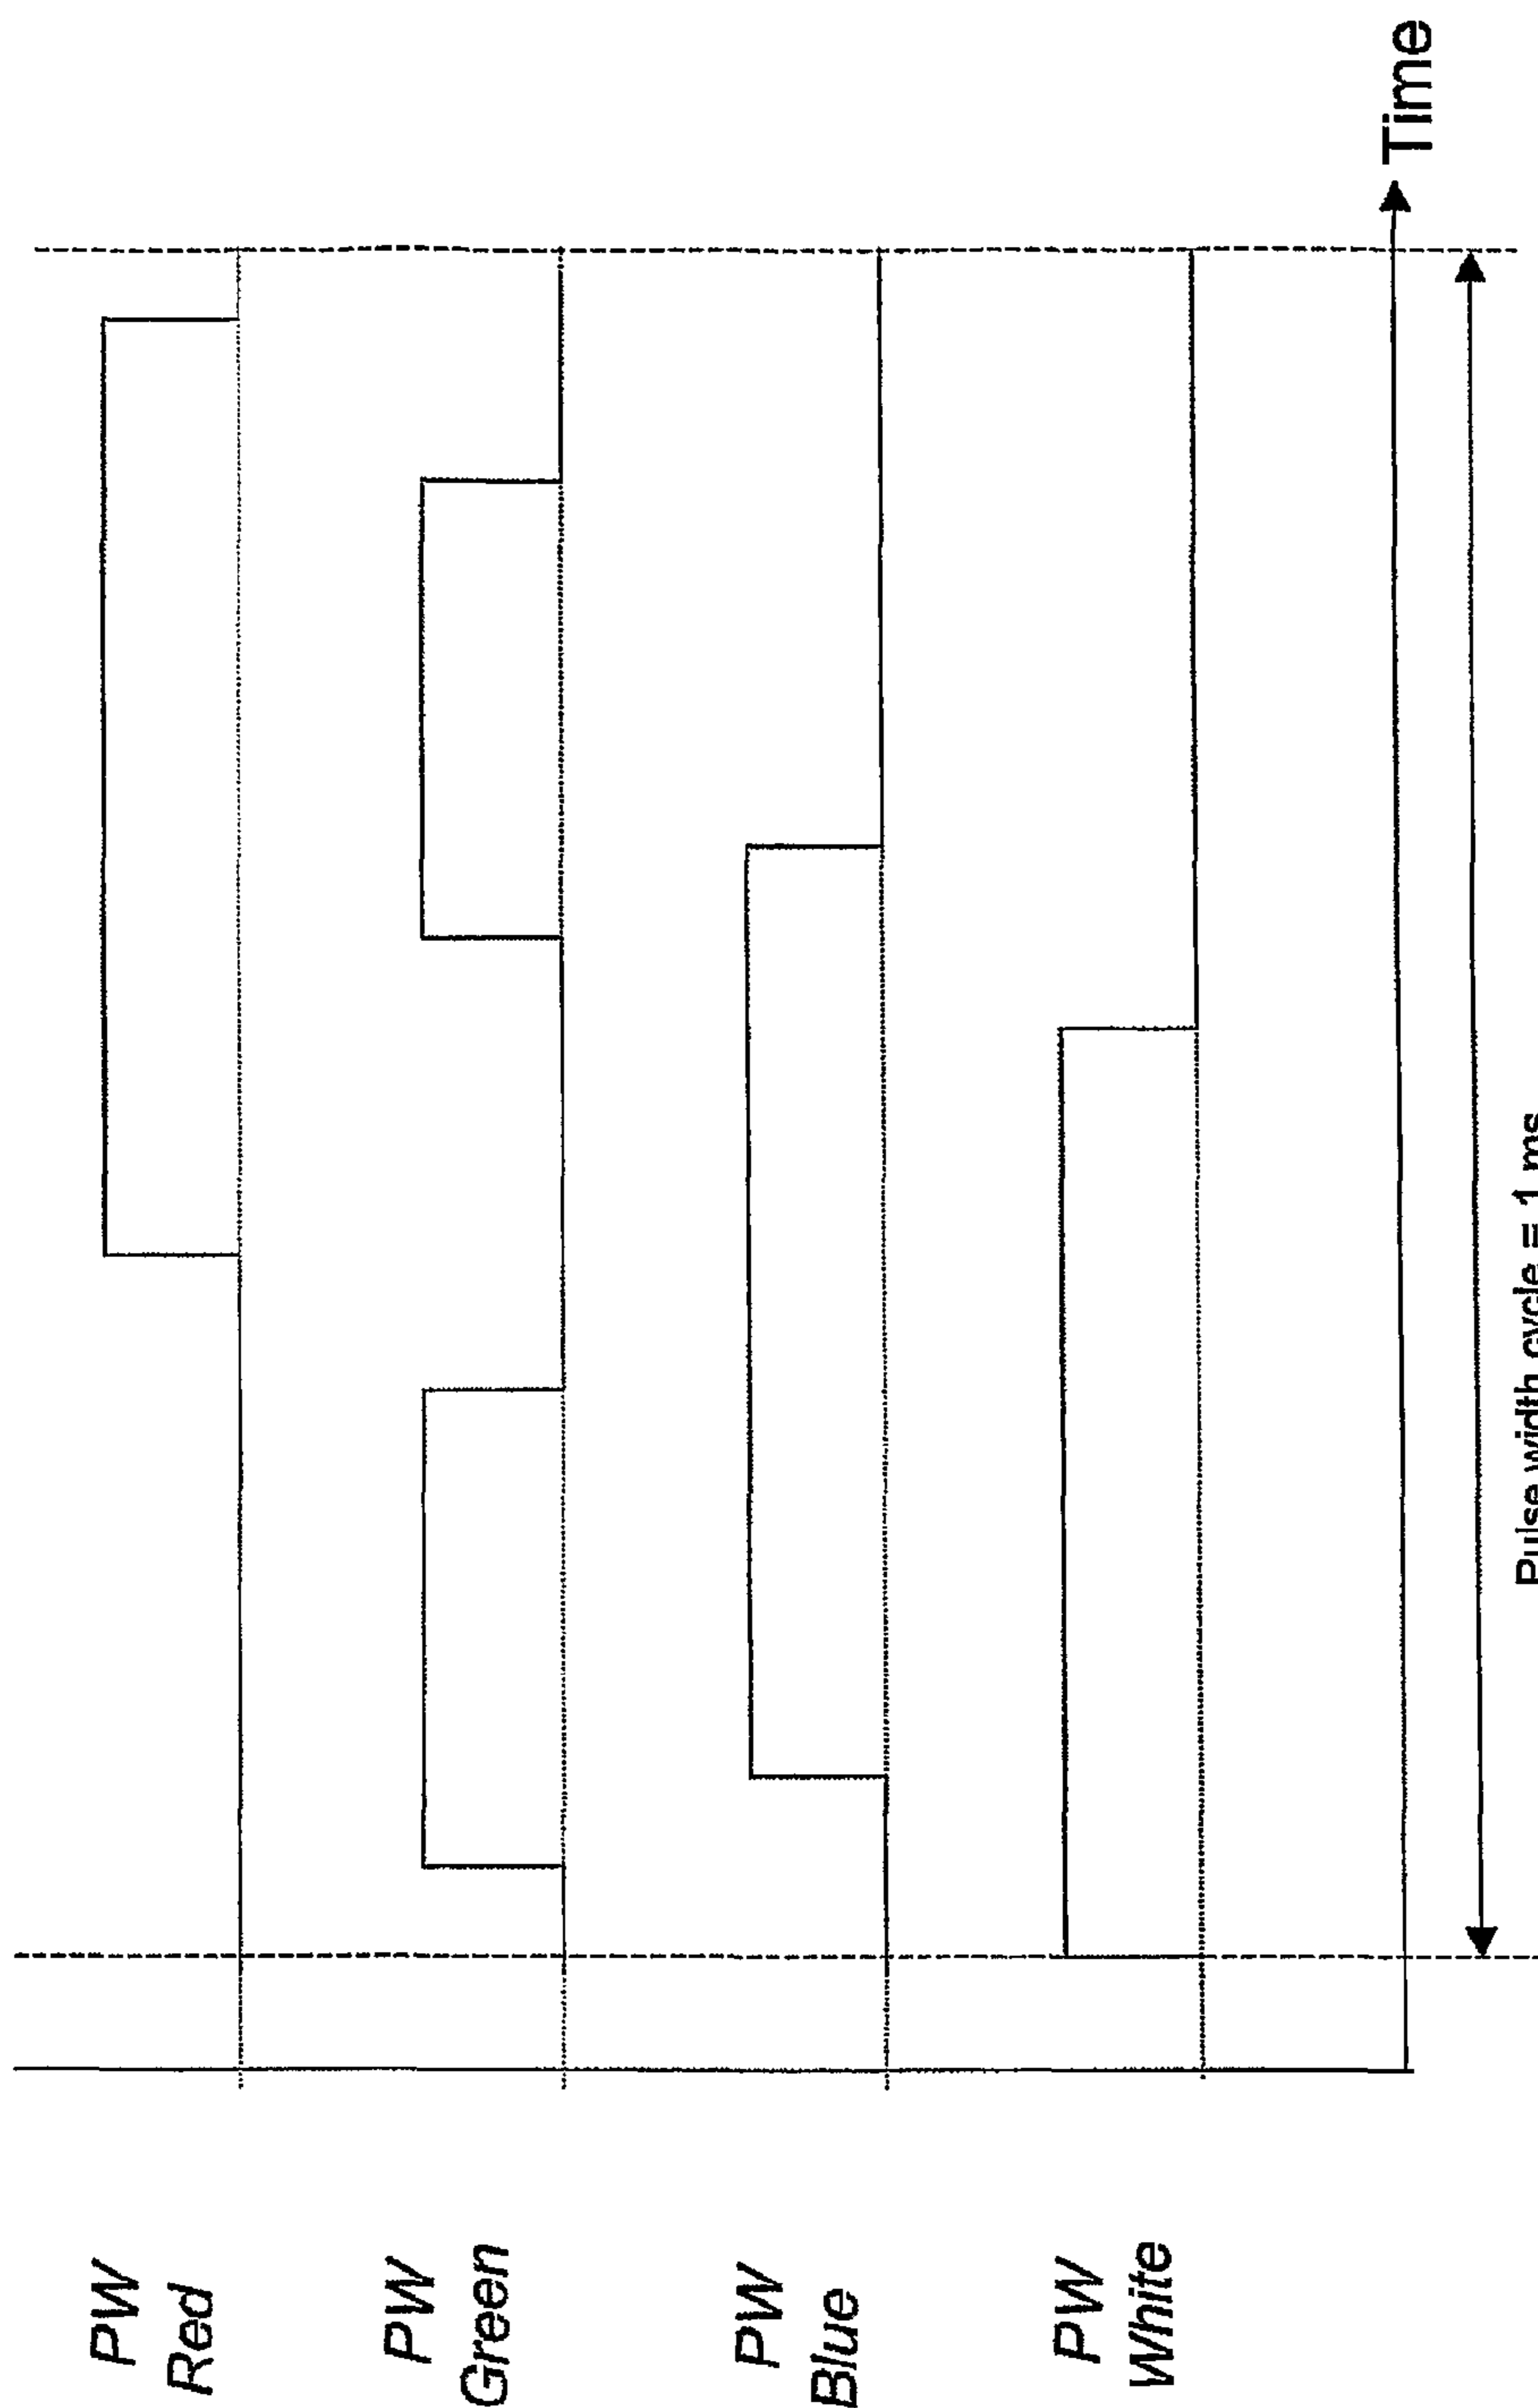 PW
Red
PW
Green
PW
Blue
PW
White
Time
Pulse width cycle = 1 ms